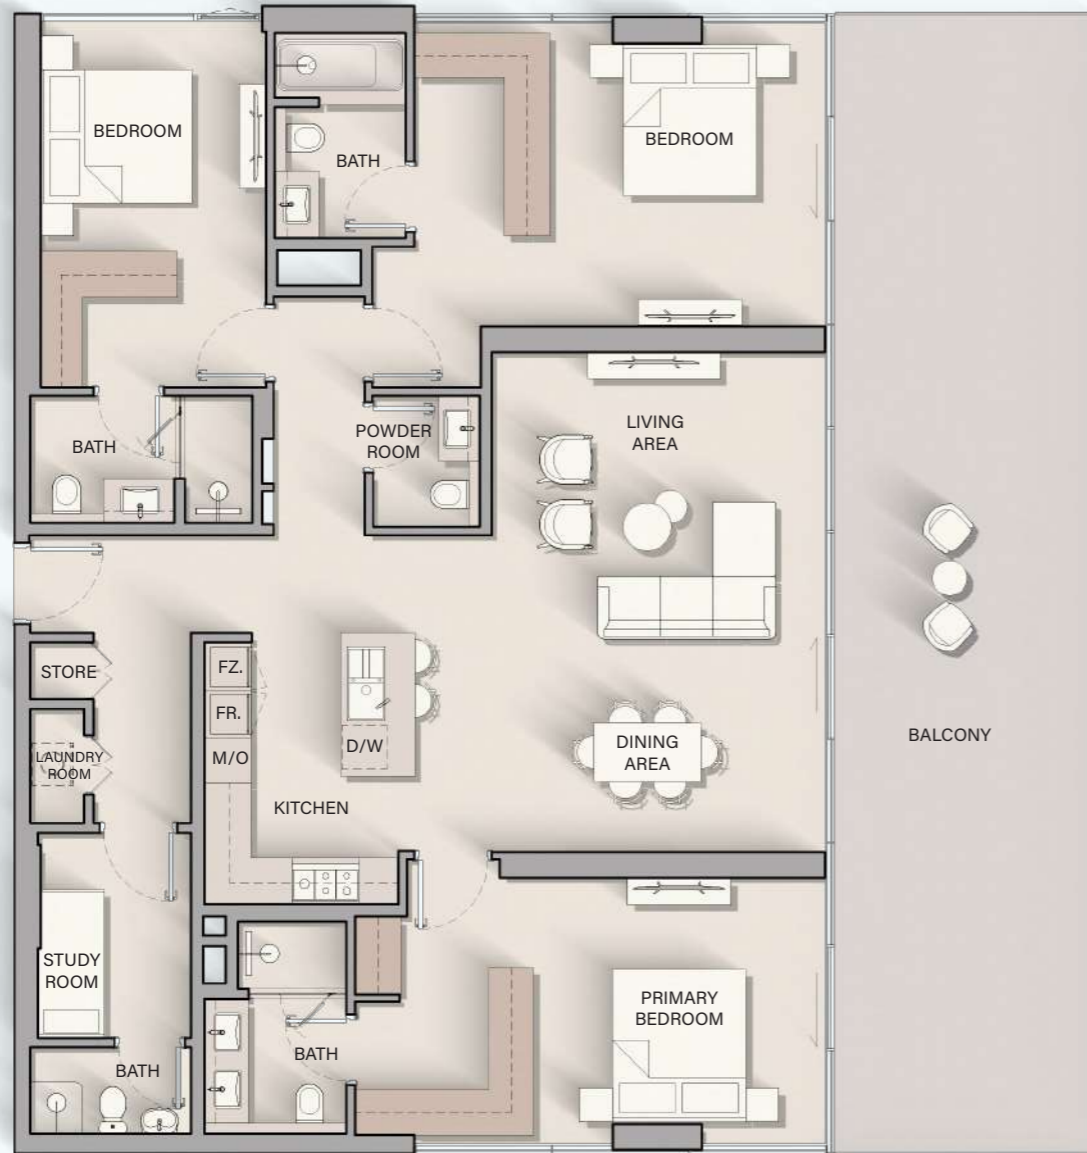 BEDROOM
BATH
BEDROOM
BATH
POWDER
ROOM
LIVING
AREA
STORE
FZ.
FR.
M/O
D/W
LAUNDRY
ROOM
KITCHEN
DINING
AREA
BALCONY
STUDY
ROOM
BATH
BATH
PRIMARY
BEDROOM